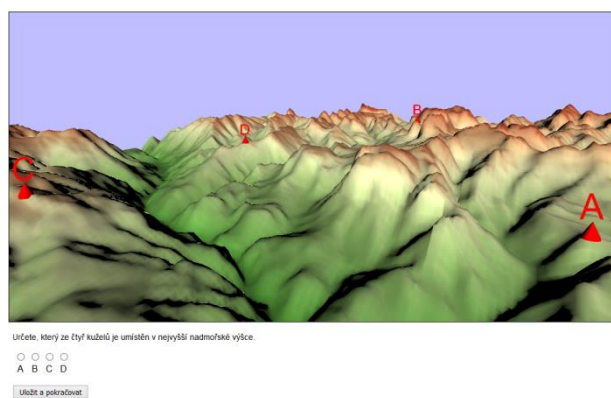 B
D
C
A
Určete, který ze čtyř kuželů je umístěn v nejvyšší nadmořské výšce.
A B C D
Uložit a pokračovat